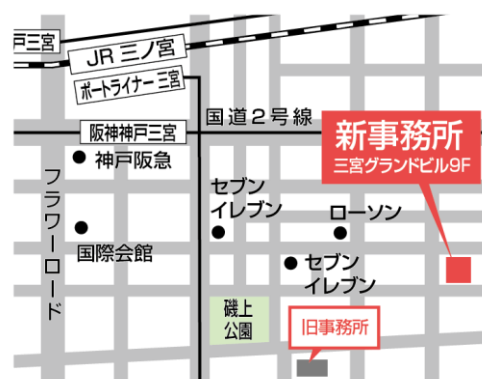 戸三宮
JR 三ノ宮
ポートライナー 三宮
国道2号線
阪神神戸三宮
神戸阪急
新事務所
三宮グランドビル9F
フラワーロード
セブン
イレブン
ローソン
国際会館
セブン
イレブン
磯上
公園
旧事務所